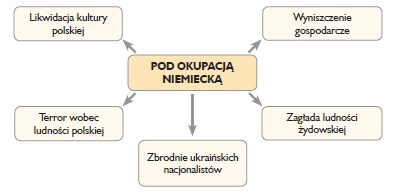 Likwidacja kultury
polskiej
Wyniszczenie
gospodarcze
POD OKUPACJĄ
NIEMIECKĄ
Terror wobec
ludności polskiej
Zagłada ludności
żydowskiej
Zbrodnie ukraińskich
nacjonalistów